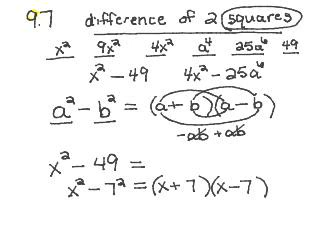 9.7 difference of 2 squares
x² 9x² 4x² a⁴ 25a⁶ 49
x² - 49 4x² - 25a⁶
a² - b² = (a+b)(a-b)
-ab + ab
x² - 49 =
x² - 7² = (x+7)(x-7)